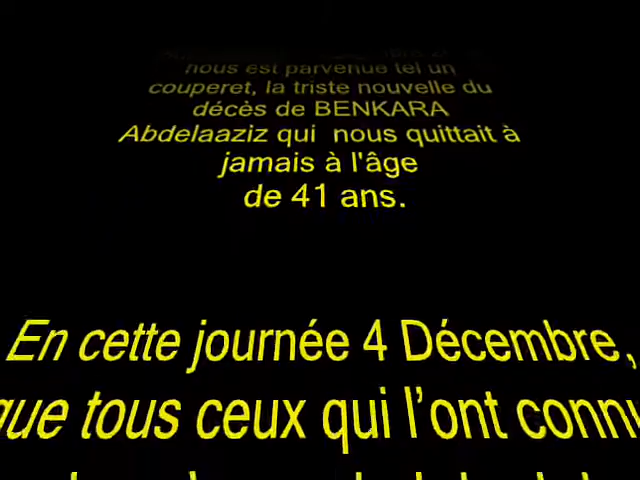 nous est parvenue tel un
couperet, la triste nouvelle du
décès de BENKARA
Abdelaaziz qui nous quittait à
jamais à l'âge
de 41 ans.
En cette journée 4 Décembre,
que tous ceux qui l’ont connu